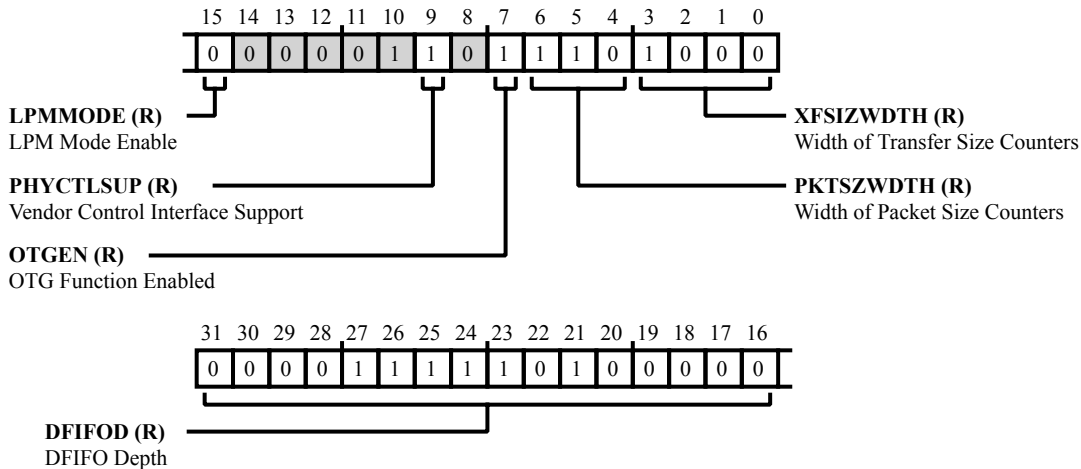 15 14 13 12 11 10 9 8 7 6 5 4 3 2 1 0
0 0 0 0 0 1 1 0 1 1 1 0 1 0 0 0
LPMMODE (R)
LPM Mode Enable
XFSIZWDTH (R)
Width of Transfer Size Counters
PHYCTLSUP (R)
Vendor Control Interface Support
PKTSZWDTH (R)
Width of Packet Size Counters
OTGEN (R)
OTG Function Enabled
31 30 29 28 27 26 25 24 23 22 21 20 19 18 17 16
0 0 0 0 1 1 1 1 1 0 1 0 0 0 0 0
DFIFOD (R)
DFIFO Depth